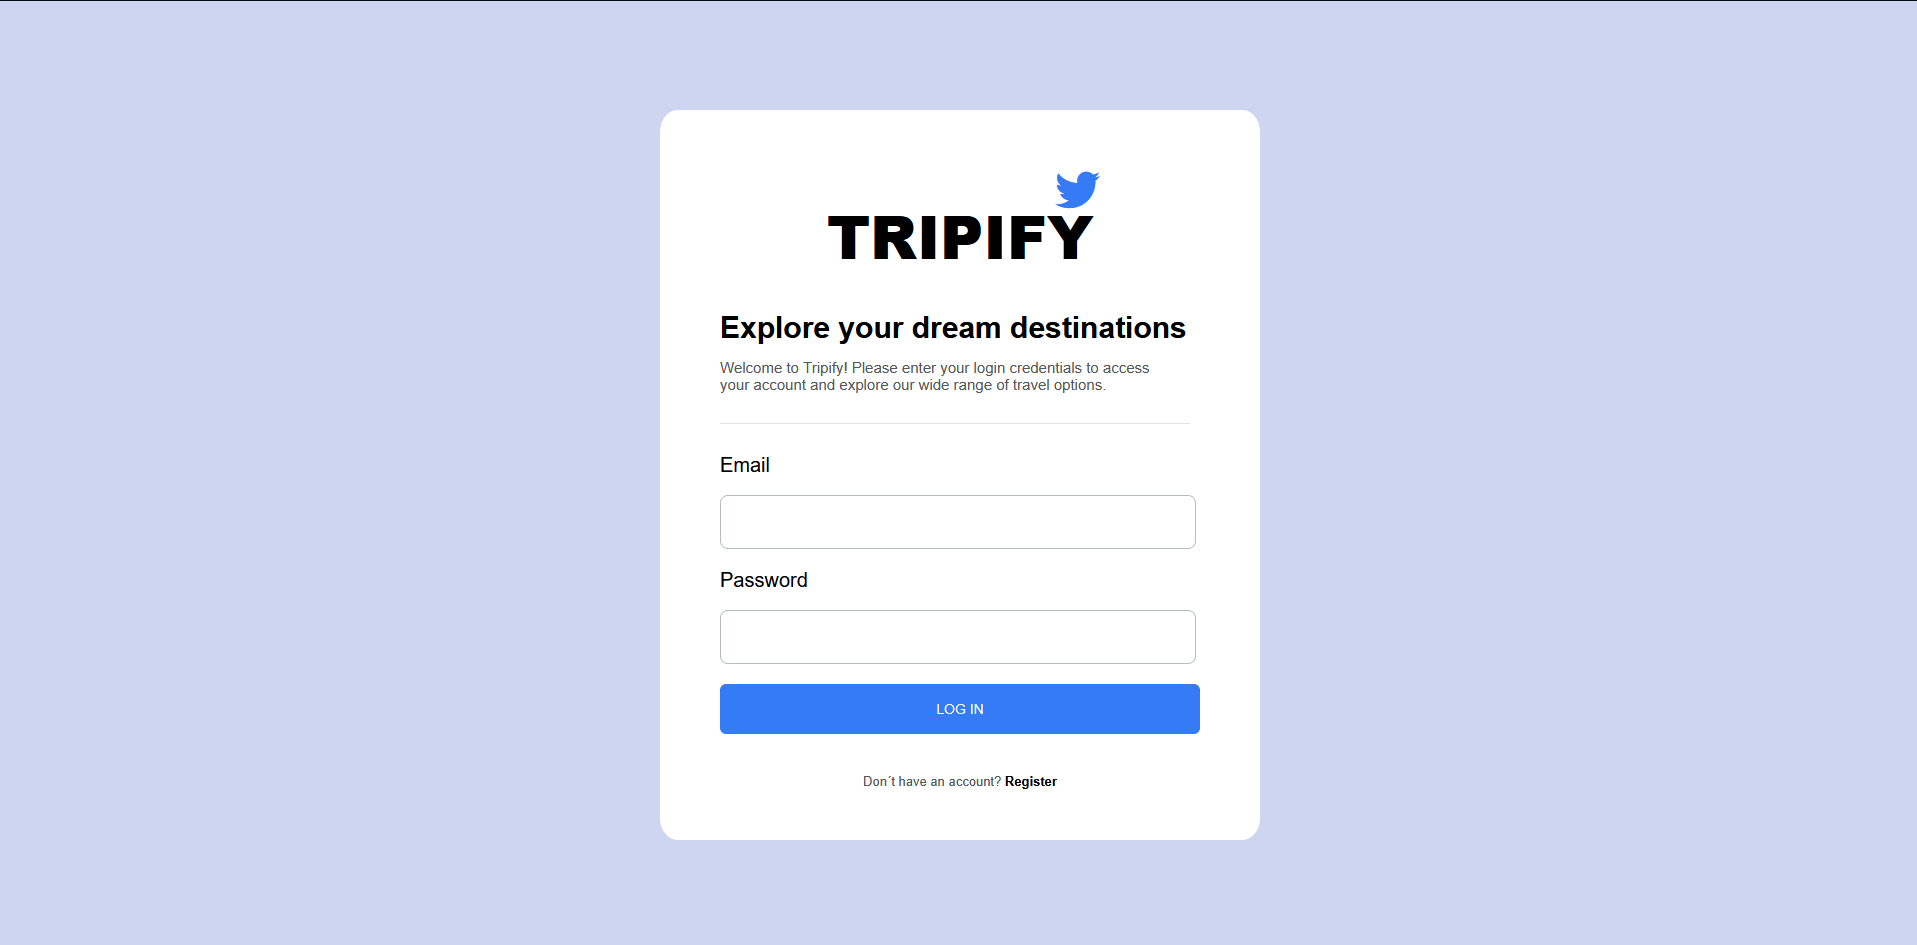 TRIPIFY
Explore your dream destinations
Welcome to Tripify! Please enter your login credentials to access
your account and explore our wide range of travel options.
Email
Password
LOG IN
Don´t have an account? Register